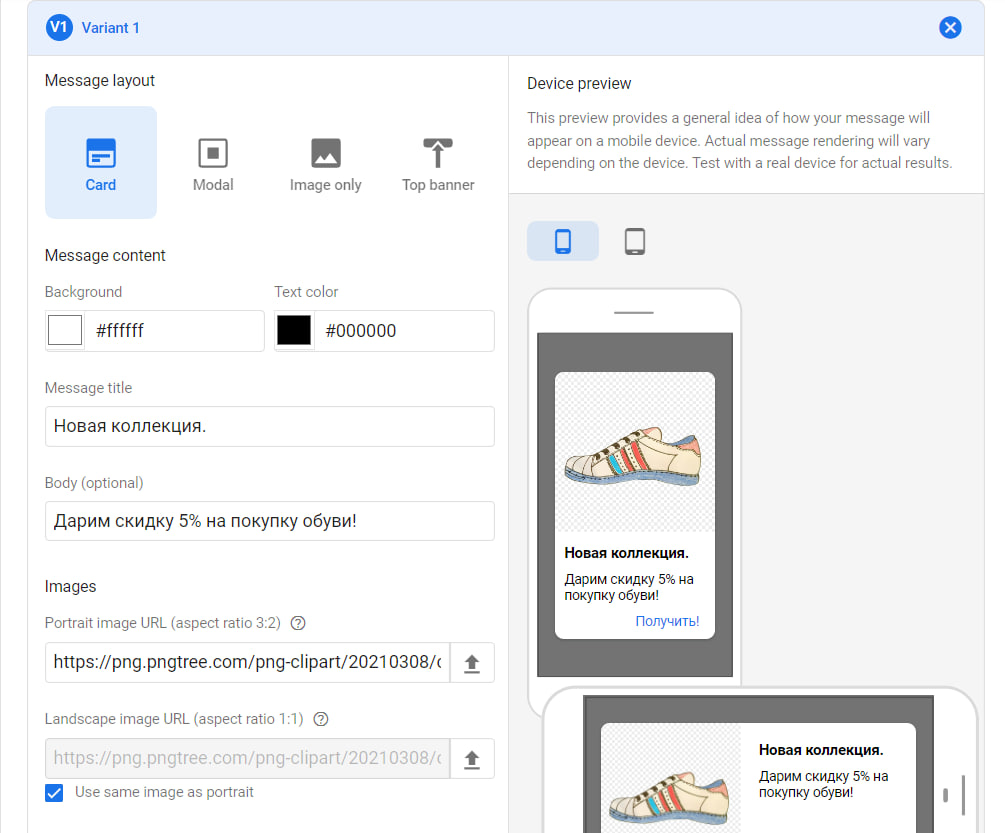 V1 Variant 1
Message layout
Card
Modal
Image only
Top banner
Message content
Background
Text color
#ffffff
#000000
Message title
Новая коллекция.
Body (optional)
Дарим скидку 5% на покупку обуви!
Images
Portrait image URL (aspect ratio 3:2)
https://png.pngtree.com/png-clipart/20210308/
Landscape image URL (aspect ratio 1:1)
https://png.pngtree.com/png-clipart/20210308/
Use same image as portrait
Device preview
This preview provides a general idea of how your message will
appear on a mobile device. Actual message rendering will vary
depending on the device. Test with a real device for actual results.
Новая коллекция.
Дарим скидку 5% на
покупку обуви!
Получить!
Новая коллекция.
Дарим скидку 5% на
покупку обуви!